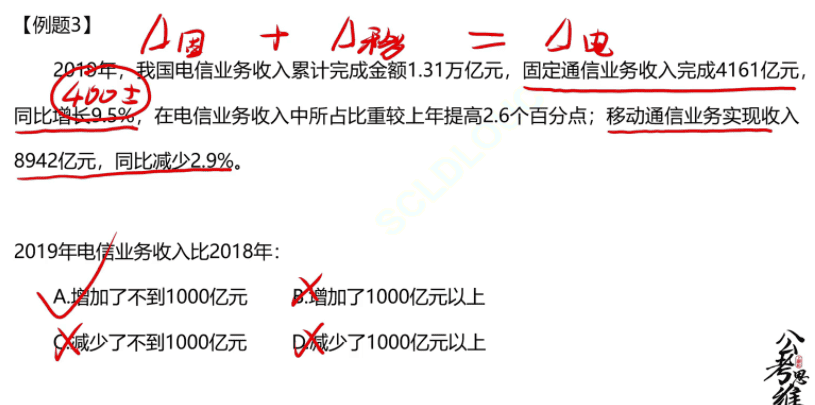 【例题3】
Δ固 + Δ移 = Δ电
2019年，我国电信业务收入累计完成金额1.31万亿元，固定通信业务收入完成4161亿元，
400±
同比增长9.5%，在电信业务收入中所占比重较上年提高2.6个百分点；移动通信业务实现收入
8942亿元，同比减少2.9%。
SCLDLO
2019年电信业务收入比2018年：
A.增加了不到1000亿元 B.增加了1000亿元以上
C.减少了不到1000亿元 D.减少了1000亿元以上
公考思维